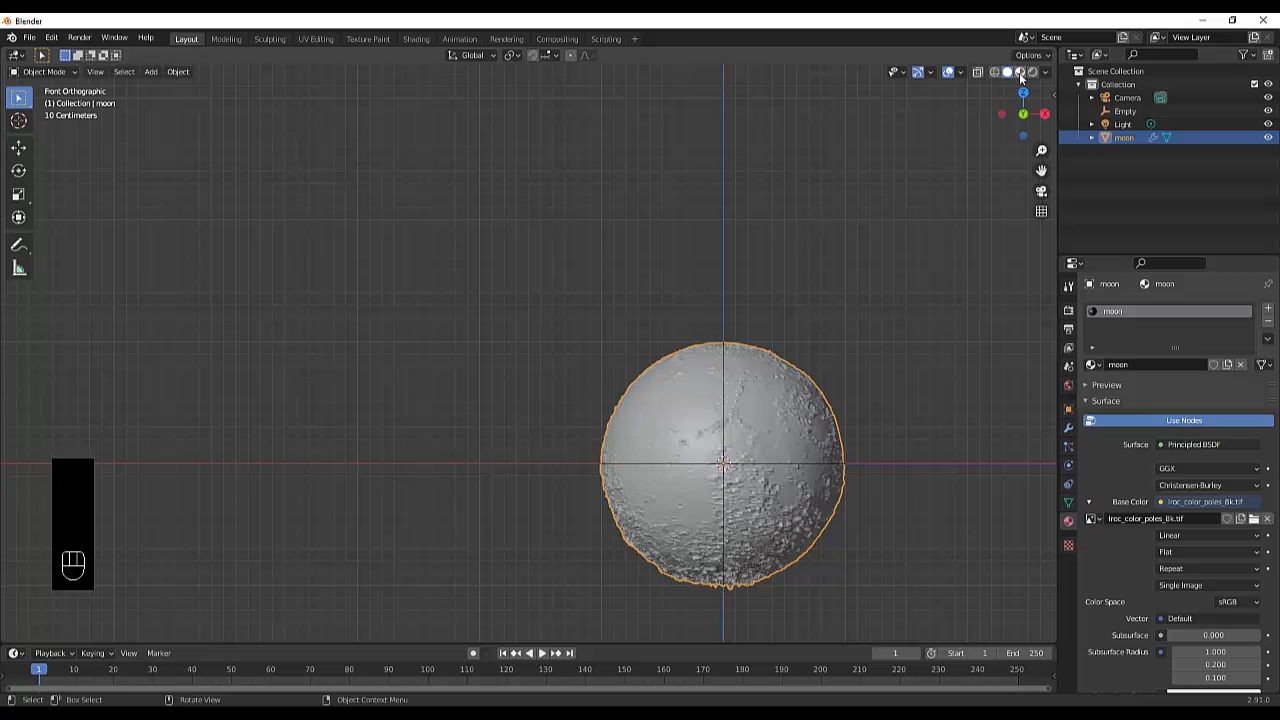 Blender
File Edit Render Window Help Layout Modeling Sculpting UV Editing Texture Paint Shading Animation Rendering Compositing Scripting + Scene View Layer
Global Options
Object Mode View Select Add Object
Scene Collection
Collection
Camera
Empty
Light
moon
Front Orthographic
(1) Collection | moon
10 Centimeters
Z
Y
X
moon moon
moon
moon
Preview
Surface
Use Nodes
Surface Principled BSDF
GGX
Christensen-Burley
Base Color lroc_color_poles_8k.tif
lroc_color_poles_8k.tif
Linear
Flat
Repeat
Single Image
Color Space sRGB
Vector Default
Subsurface 0.000
Subsurface Radius 1.000
0.200
0.100
Playback Keying View Marker 1 Start 1 End 250
1 10 20 30 40 50 60 70 80 90 100 110 120 130 140 150 160 170 180 190 200 210 220 230 240 250
Select Box Select Rotate View Object Context Menu 2.91.0